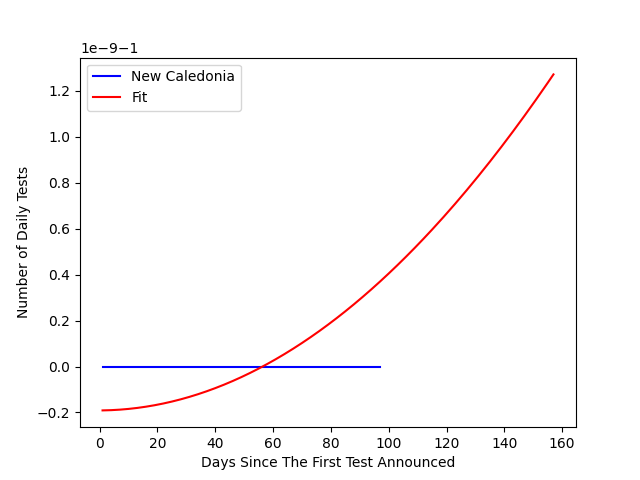 1e−9−1
New Caledonia
Fit
1.2
1.0
0.8
0.6
0.4
0.2
0.0
−0.2
Number of Daily Tests
0 20 40 60 80 100 120 140 160
Days Since The First Test Announced